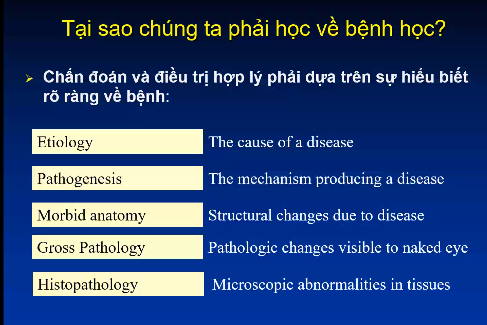 Tại sao chúng ta phải học về bệnh học?
Chẩn đoán và điều trị hợp lý phải dựa trên sự hiểu biết
rõ ràng về bệnh:
Etiology The cause of a disease
Pathogenesis The mechanism producing a disease
Morbid anatomy Structural changes due to disease
Gross Pathology Pathologic changes visible to naked eye
Histopathology Microscopic abnormalities in tissues